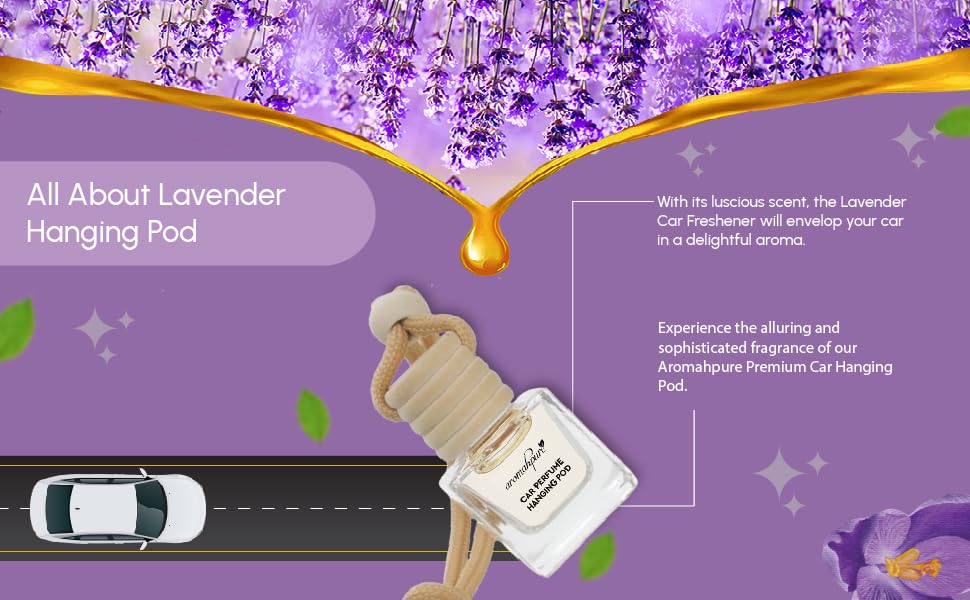 All About Lavender
Hanging Pod
With its luscious scent, the Lavender
Car Freshener will envelop your car
in a delightful aroma.
Experience the alluring and
sophisticated fragrance of our
Aromahpure Premium Car Hanging
Pod.
aromahpure
CAR PERFUME
HANGING POD